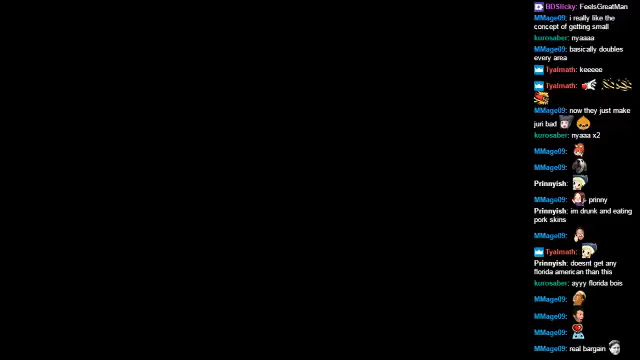 BDSlicky: FeelsGreatMan
MMage09: i really like the
concept of getting small
kurosaber: nyaaaa
MMage09: basically doubles
every area
Tyalmath: keeeee
Tyalmath:
MMage09: now they just make
juri bad
kurosaber: nyaaa x2
MMage09:
MMage09:
Prinnyish:
MMage09: prinny
Prinnyish: im drunk and eating
pork skins
MMage09:
Tyalmath:
Prinnyish: doesnt get any
florida american than this
kurosaber: ayyy florida bois
MMage09:
MMage09:
MMage09:
MMage09: real bargain